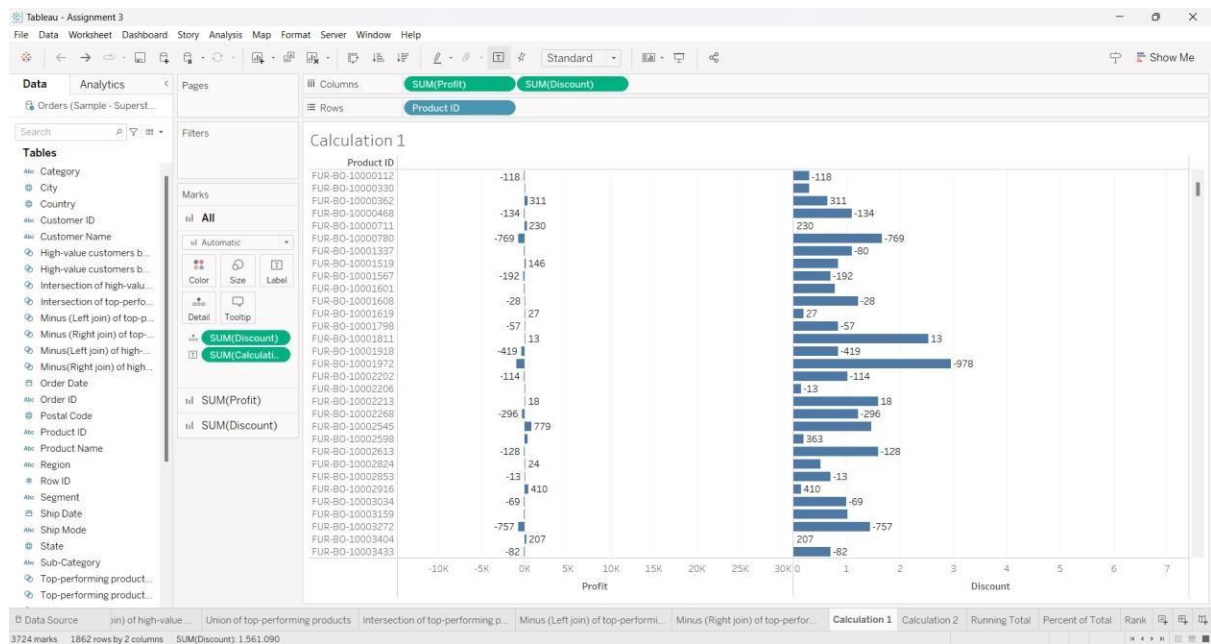 Tableau - Assignment 3
File Data Worksheet Dashboard Story Analysis Map Format Server Window Help
Standard
Show Me
Data Analytics
Orders (Sample - Superst...
Search
Tables
Category
City
Country
Customer ID
Customer Name
High-value customers b...
High-value customers b...
Intersection of high-valu...
Intersection of top-perfo...
Minus (Left join) of top-p...
Minus (Right join) of top-...
Minus(Left join) of high-...
Minus(Right join) of high...
Order Date
Order ID
Postal Code
Product ID
Product Name
Region
Row ID
Segment
Ship Date
Ship Mode
State
Sub-Category
Top-performing product...
Top-performing product...
Pages
Filters
Marks
All
Automatic
Color Size Label
Detail Tooltip
SUM(Discount)
SUM(Calculati..
SUM(Profit)
SUM(Discount)
Columns SUM(Profit) SUM(Discount)
Rows Product ID
Calculation 1
Product ID
FUR-BO-10000112 -118 -118
FUR-BO-10000330
FUR-BO-10000362 311 311
FUR-BO-10000468 -134 -134
FUR-BO-10000711 230 230
FUR-BO-10000780 -769 -769
FUR-BO-10001337 -80
FUR-BO-10001519 146
FUR-BO-10001567 -192 -192
FUR-BO-10001601
FUR-BO-10001608 -28 -28
FUR-BO-10001619 27 27
FUR-BO-10001798 -57 -57
FUR-BO-10001811 13 13
FUR-BO-10001918 -419 -419
FUR-BO-10001972 -978
FUR-BO-10002202 -114 -114
FUR-BO-10002206 -13
FUR-BO-10002213 18 18
FUR-BO-10002268 -296 -296
FUR-BO-10002545 779
FUR-BO-10002598 363
FUR-BO-10002613 -128 -128
FUR-BO-10002824 24
FUR-BO-10002853 -13 -13
FUR-BO-10002916 410 410
FUR-BO-10003034 -69 -69
FUR-BO-10003159
FUR-BO-10003272 -757 -757
FUR-BO-10003404 207 207
FUR-BO-10003433 -82 -82
-10K -5K 0K 5K 10K 15K 20K 25K 30K 0 1 2 3 4 5 6 7
Profit Discount
Data Source oin) of high-value ... Union of top-performing products Intersection of top-performing p... Minus (Left join) of top-performi... Minus (Right join) of top-perfor... Calculation 1 Calculation 2 Running Total Percent of Total Rank
3724 marks 1862 rows by 2 columns SUM(Discount): 1,561.090